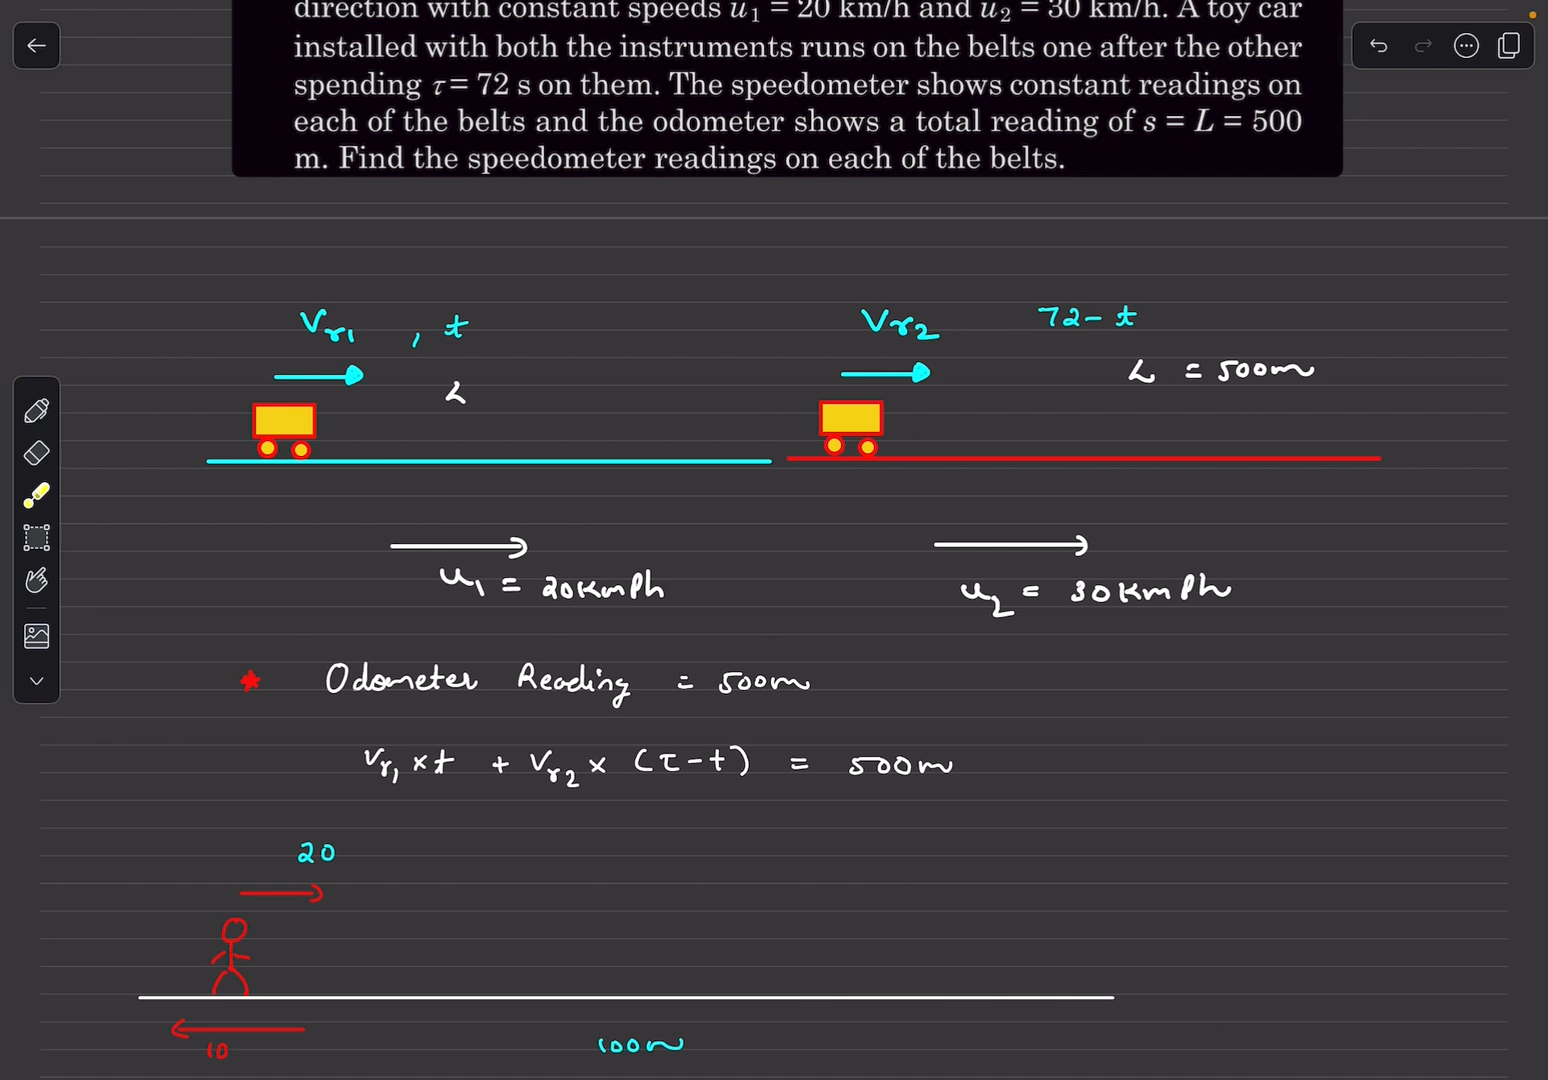 direction with constant speeds u₁ = 20 km/h and u₂ = 30 km/h. A toy car
installed with both the instruments runs on the belts one after the other
spending τ = 72 s on them. The speedometer shows constant readings on
each of the belts and the odometer shows a total reading of s = L = 500
m. Find the speedometer readings on each of the belts.
Vr₁ , t
Vr₂ 72 - t
L
L = 500m
u₁ = 20KmPh
u₂ = 30KmPh
* Odometer Reading = 500m
Vr₁ × t + Vr₂ × (τ - t) = 500m
20
10
100m